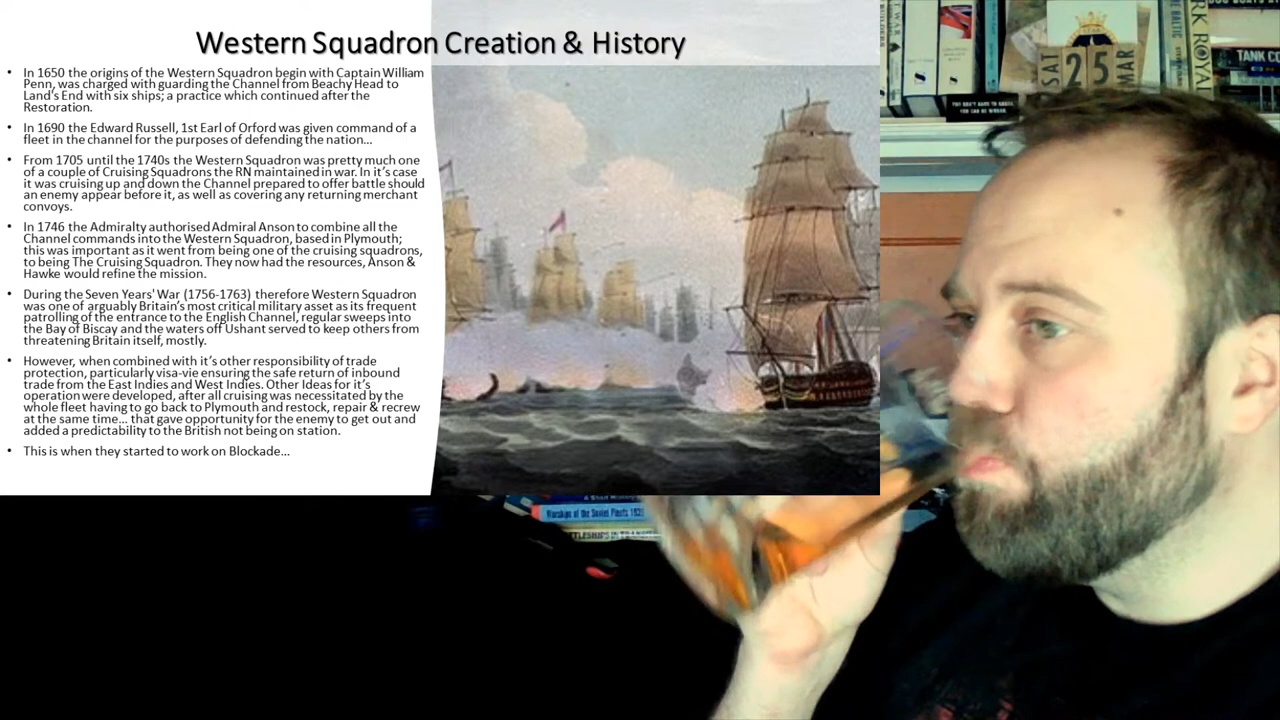 Western Squadron Creation & History
• In 1650 the origins of the Western Squadron begin with Captain William
Penn, was charged with guarding the Channel from Beachy Head to
Land's End with six ships; a practice which continued after the
Restoration.
• In 1690 the Edward Russell, 1st Earl of Orford was given command of a
fleet in the channel for the purposes of defending the nation…
• From 1705 until the 1740s the Western Squadron was pretty much one
of a couple of Cruising Squadrons the RN maintained in war. In it's case
it was cruising up and down the Channel prepared to offer battle should
an enemy appear before it, as well as covering any returning merchant
convoys.
• In 1746 the Admiralty authorised Admiral Anson to combine all the
Channel commands into the Western Squadron, based in Plymouth;
this was important as it went from being one of the cruising squadrons,
to being The Cruising Squadron. They now had the resources, Anson &
Hawke would refine the mission.
• During the Seven Years' War (1756-1763) therefore Western Squadron
was one of arguably Britain's most critical military asset as its frequent
patrolling of the entrance to the English Channel, regular sweeps into
the Bay of Biscay and the waters off Ushant served to keep others from
threatening Britain itself, mostly.
• However, when combined with it's other responsibility of trade
protection, particularly visa-vie ensuring the safe return of inbound
trade from the East Indies and West Indies. Other Ideas for it's
operation were developed, after all cruising was necessitated by the
whole fleet having to go back to Plymouth and restock, repair & recrew
at the same time… that gave opportunity for the enemy to get out and
added a predictability to the British not being on station.
• This is when they started to work on Blockade…
SAT
25
MAR
RK ROYAL
TANK CO
BALTIC
WAR
Warships of the Soviet Fleets 1939